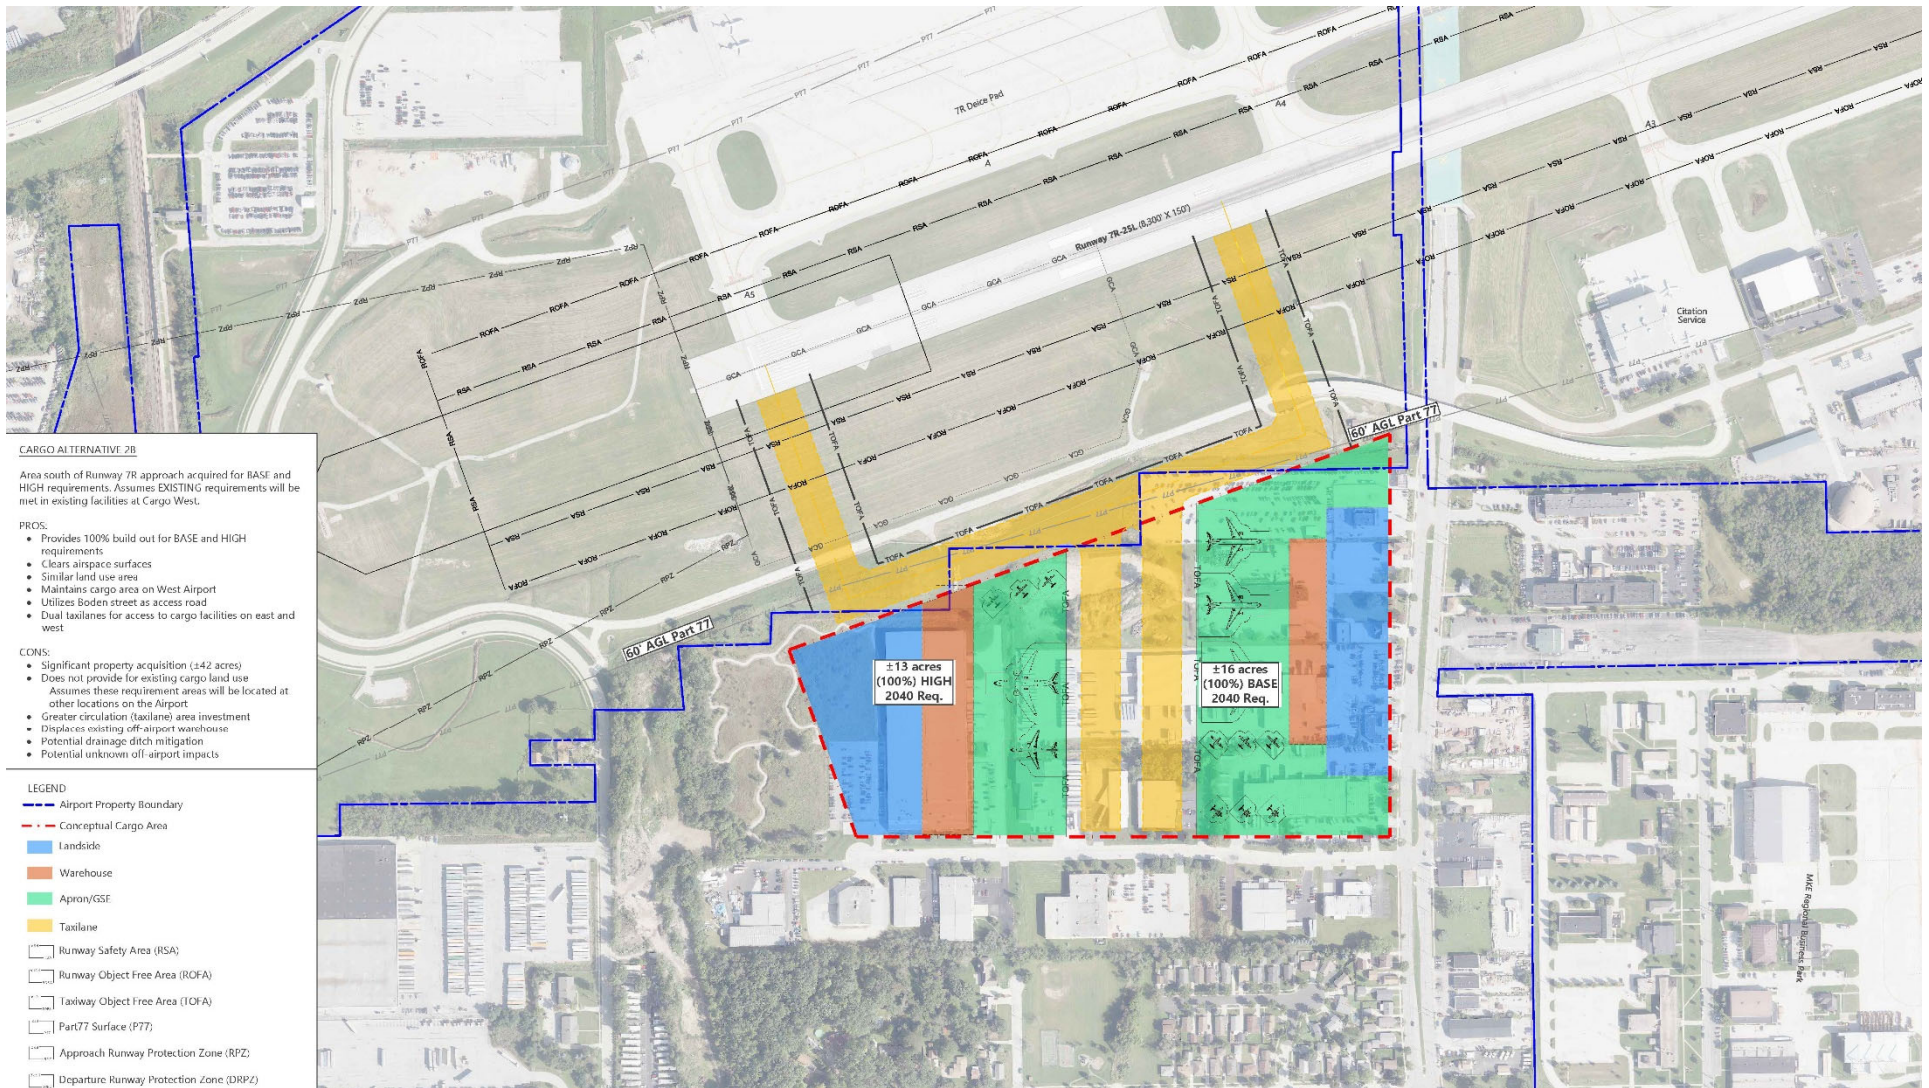 CARGO ALTERNATIVE 2B
Area south of Runway 7R approach acquired for BASE and
HIGH requirements. Assumes EXISTING requirements will be
met in existing facilities at Cargo West.
PROS:
• Provides 100% build out for BASE and HIGH
requirements
• Clears airspace surfaces
• Similar land use area
• Maintains cargo area on West Airport
• Utilizes Boden street as access road
• Dual taxilanes for access to cargo facilities on east and
west
CONS:
• Significant property acquisition (±42 acres)
• Does not provide for existing cargo land use
Assumes these requirement areas will be located at
other locations on the Airport
• Greater circulation (taxilane) area investment
• Displaces existing off-airport warehouse
• Potential drainage ditch mitigation
• Potential unknown off-airport impacts
LEGEND
Airport Property Boundary
Conceptual Cargo Area
Landside
Warehouse
Apron/GSE
Taxilane
Runway Safety Area (RSA)
Runway Object Free Area (ROFA)
Taxiway Object Free Area (TOFA)
Part77 Surface (P77)
Approach Runway Protection Zone (RPZ)
Departure Runway Protection Zone (DRPZ)
7R Deice Pad
A
A3
A4
A5
Runway 7R-25L (8,300' X 150')
Citation
Service
60' AGL Part 77
60' AGL Part 77
±13 acres
(100%) HIGH
2040 Req.
±16 acres
(100%) BASE
2040 Req.
MKE Regional Business Park
ROFA
RSA
TOFA
GCA
RPZ
P77